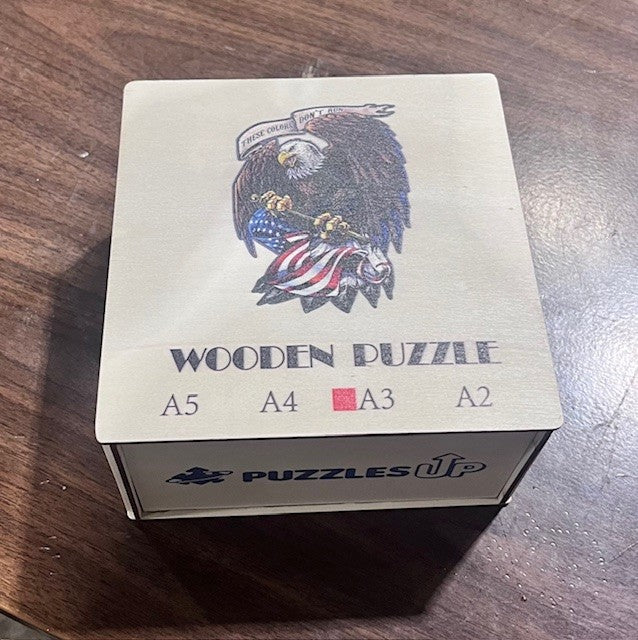 THESE COLORS DON'T RUN
WOODEN PUZZLE
A5 A4 A3 A2
PUZZLES UP